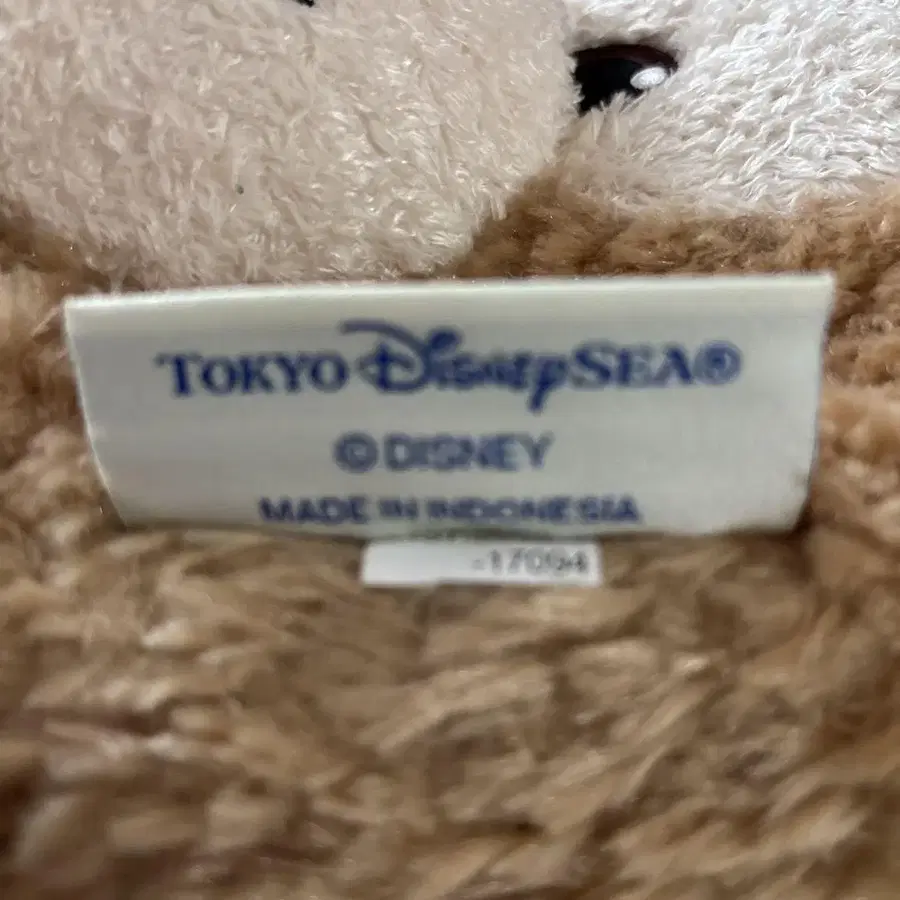 TOKYO DisneySEA®
© DISNEY
MADE IN INDONESIA
-17094